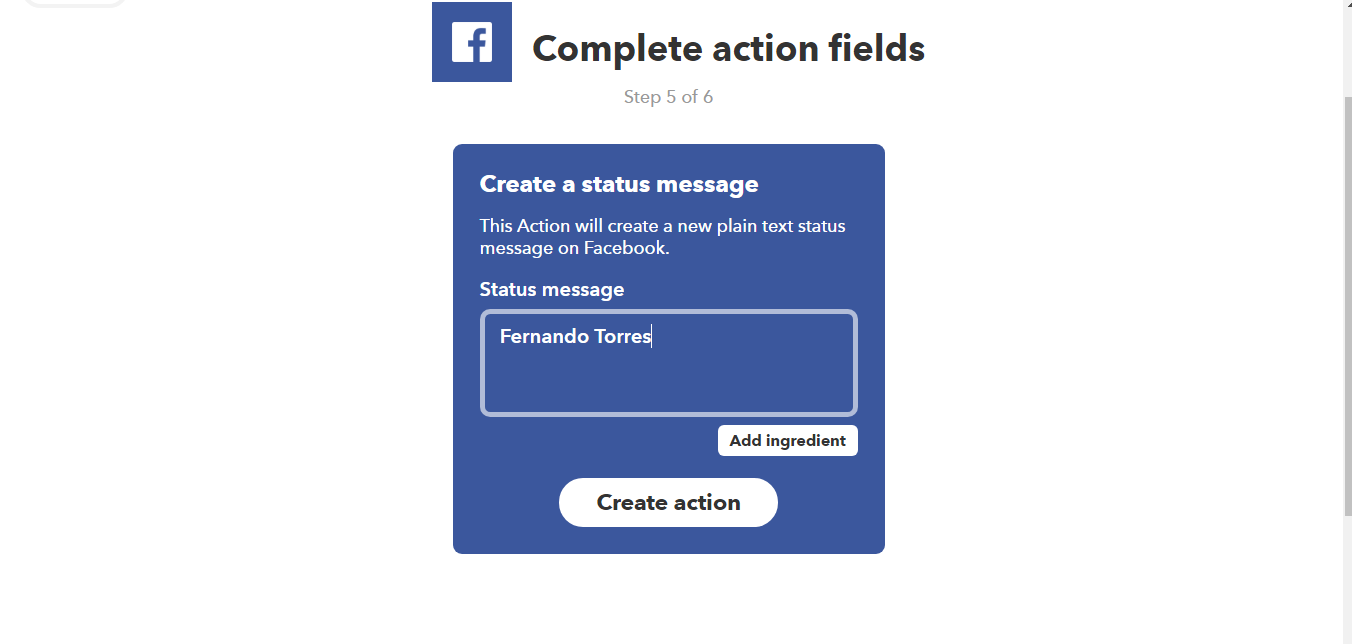 Complete action fields
Step 5 of 6
Create a status message
This Action will create a new plain text status
message on Facebook.
Status message
Fernando Torres
Add ingredient
Create action